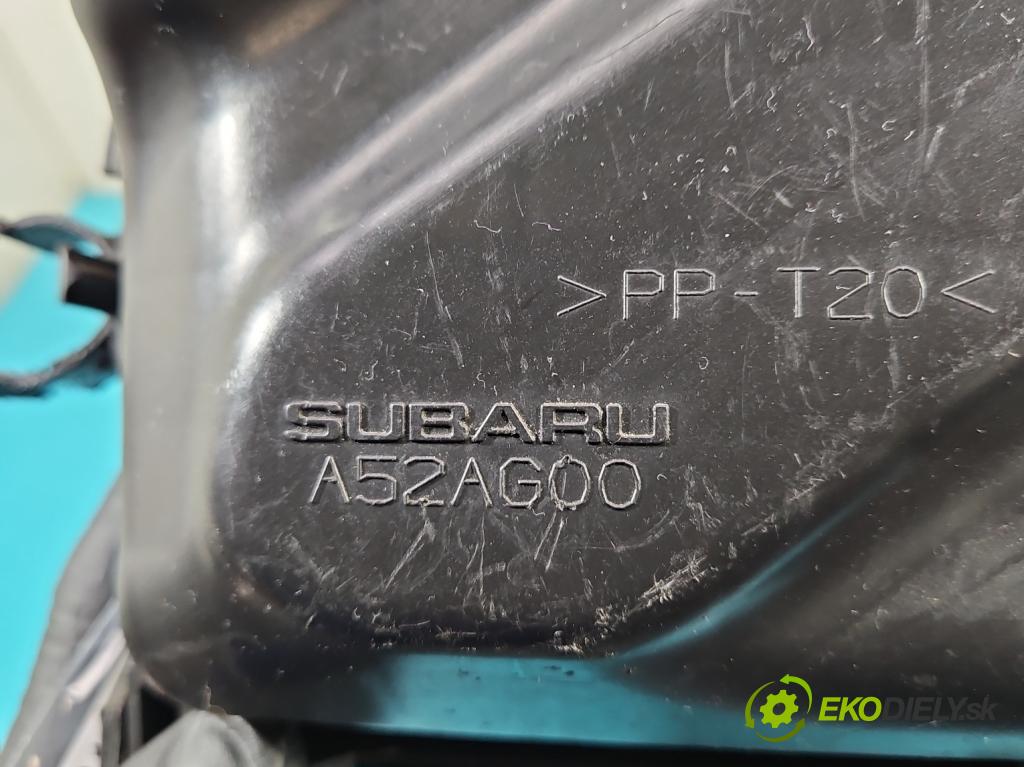 >PP-T20<
SUBARU
A52AG00
EKODIELY.sk